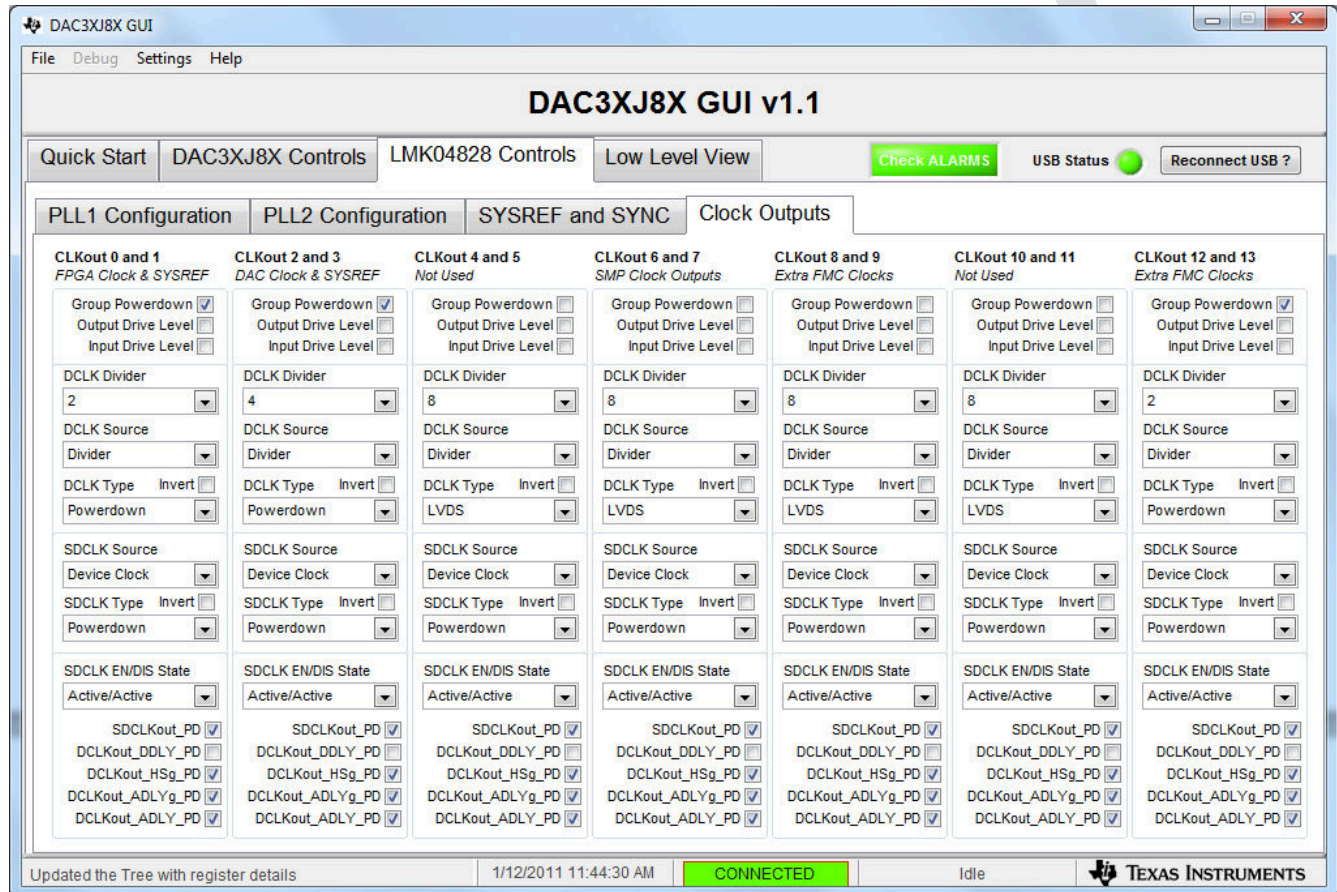 DAC3XJ8X GUI
File Debug Settings Help
DAC3XJ8X GUI v1.1
Quick Start DAC3XJ8X Controls LMK04828 Controls Low Level View Check ALARMS USB Status Reconnect USB ?
PLL1 Configuration PLL2 Configuration SYSREF and SYNC Clock Outputs
CLKout 0 and 1 CLKout 2 and 3 CLKout 4 and 5 CLKout 6 and 7 CLKout 8 and 9 CLKout 10 and 11 CLKout 12 and 13
FPGA Clock & SYSREF DAC Clock & SYSREF Not Used SMP Clock Outputs Extra FMC Clocks Not Used Extra FMC Clocks
Group Powerdown Group Powerdown Group Powerdown Group Powerdown Group Powerdown Group Powerdown Group Powerdown
Output Drive Level Output Drive Level Output Drive Level Output Drive Level Output Drive Level Output Drive Level Output Drive Level
Input Drive Level Input Drive Level Input Drive Level Input Drive Level Input Drive Level Input Drive Level Input Drive Level
DCLK Divider DCLK Divider DCLK Divider DCLK Divider DCLK Divider DCLK Divider DCLK Divider
2 4 8 8 8 8 2
DCLK Source DCLK Source DCLK Source DCLK Source DCLK Source DCLK Source DCLK Source
Divider Divider Divider Divider Divider Divider Divider
DCLK Type Invert DCLK Type Invert DCLK Type Invert DCLK Type Invert DCLK Type Invert DCLK Type Invert DCLK Type Invert
Powerdown Powerdown LVDS LVDS LVDS LVDS Powerdown
SDCLK Source SDCLK Source SDCLK Source SDCLK Source SDCLK Source SDCLK Source SDCLK Source
Device Clock Device Clock Device Clock Device Clock Device Clock Device Clock Device Clock
SDCLK Type Invert SDCLK Type Invert SDCLK Type Invert SDCLK Type Invert SDCLK Type Invert SDCLK Type Invert SDCLK Type Invert
Powerdown Powerdown Powerdown Powerdown Powerdown Powerdown Powerdown
SDCLK EN/DIS State SDCLK EN/DIS State SDCLK EN/DIS State SDCLK EN/DIS State SDCLK EN/DIS State SDCLK EN/DIS State SDCLK EN/DIS State
Active/Active Active/Active Active/Active Active/Active Active/Active Active/Active Active/Active
SDCLKout_PD SDCLKout_PD SDCLKout_PD SDCLKout_PD SDCLKout_PD SDCLKout_PD SDCLKout_PD
DCLKout_DDLY_PD DCLKout_DDLY_PD DCLKout_DDLY_PD DCLKout_DDLY_PD DCLKout_DDLY_PD DCLKout_DDLY_PD DCLKout_DDLY_PD
DCLKout_HSg_PD DCLKout_HSg_PD DCLKout_HSg_PD DCLKout_HSg_PD DCLKout_HSg_PD DCLKout_HSg_PD DCLKout_HSg_PD
DCLKout_ADLYg_PD DCLKout_ADLYg_PD DCLKout_ADLYg_PD DCLKout_ADLYg_PD DCLKout_ADLYg_PD DCLKout_ADLYg_PD DCLKout_ADLYg_PD
DCLKout_ADLY_PD DCLKout_ADLY_PD DCLKout_ADLY_PD DCLKout_ADLY_PD DCLKout_ADLY_PD DCLKout_ADLY_PD DCLKout_ADLY_PD
Updated the Tree with register details 1/12/2011 11:44:30 AM CONNECTED Idle TEXAS INSTRUMENTS